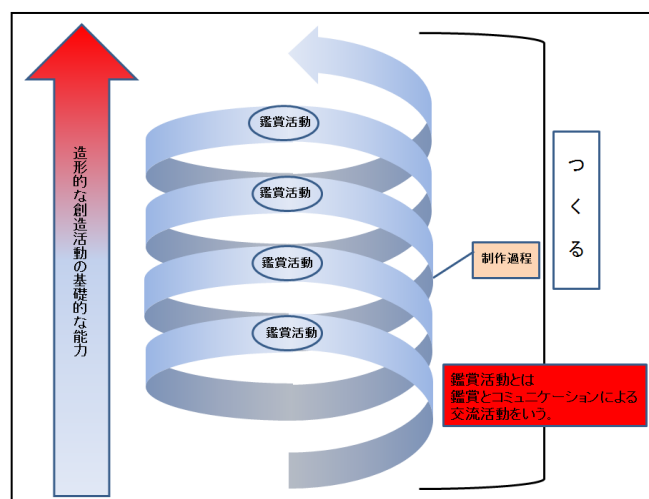 造形的な創造活動の基礎的な能力
鑑賞活動
鑑賞活動
鑑賞活動
鑑賞活動
制作過程
つくる
鑑賞活動とは
鑑賞とコミュニケーションによる
交流活動をいう。